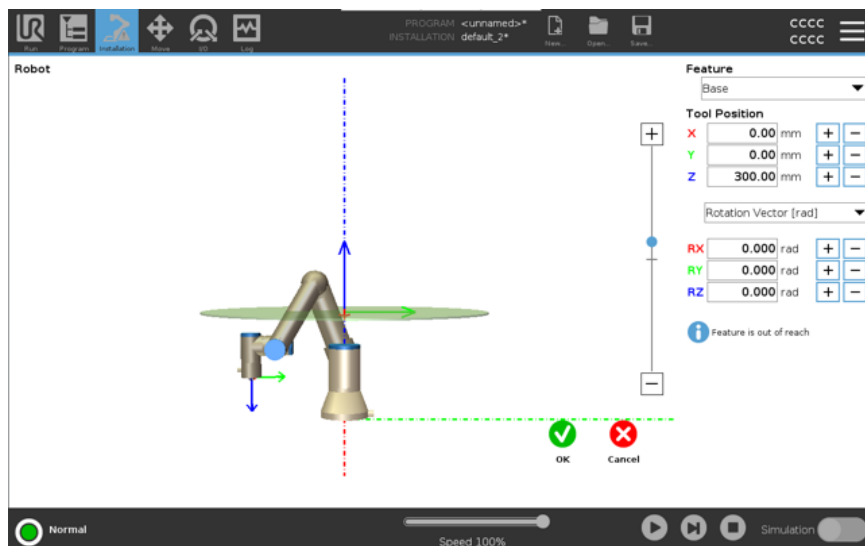 UR
Run
Program
Installation
Move
I/O
Log
PROGRAM <unnamed>*
INSTALLATION default_2*
New...
Open...
Save...
CCCC
CCCC
Robot
Feature
Base
Tool Position
X 0.00 mm + −
Y 0.00 mm + −
Z 300.00 mm + −
Rotation Vector [rad]
RX 0.000 rad + −
RY 0.000 rad + −
RZ 0.000 rad + −
i Feature is out of reach
+
−
OK
Cancel
Normal
Speed 100%
Simulation